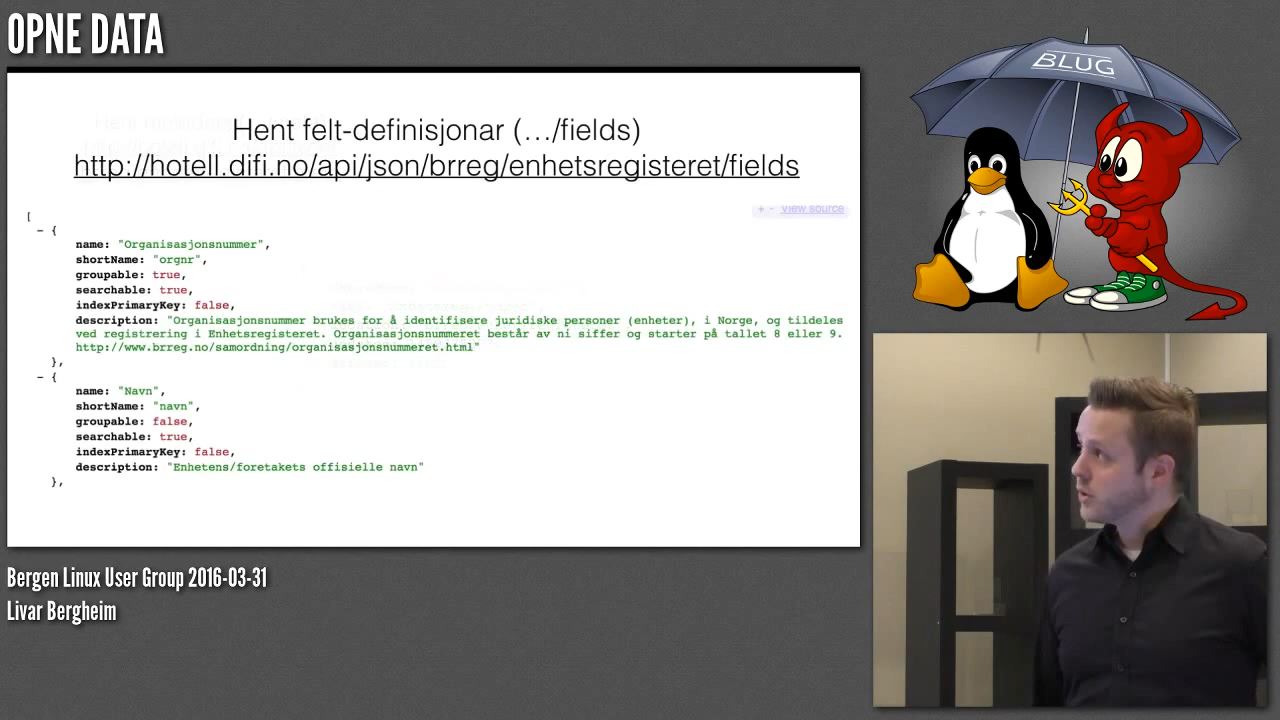 OPNE DATA
BLUG
Hent felt-definisjonar (…/fields)
http://hotell.difi.no/api/json/brreg/enhetsregisteret/fields
+ - View source
[
– {
name: "Organisasjonsnummer",
shortName: "orgnr",
groupable: true,
searchable: true,
indexPrimaryKey: false,
description: "Organisasjonsnummer brukes for å identifisere juridiske personer (enheter), i Norge, og tildeles
ved registrering i Enhetsregisteret. Organisasjonsnummeret består av ni siffer og starter på tallet 8 eller 9.
http://www.brreg.no/samordning/organisasjonsnummeret.html"
},
– {
name: "Navn",
shortName: "navn",
groupable: false,
searchable: true,
indexPrimaryKey: false,
description: "Enhetens/foretakets offisielle navn"
},
Bergen Linux User Group 2016-03-31
Livar Bergheim